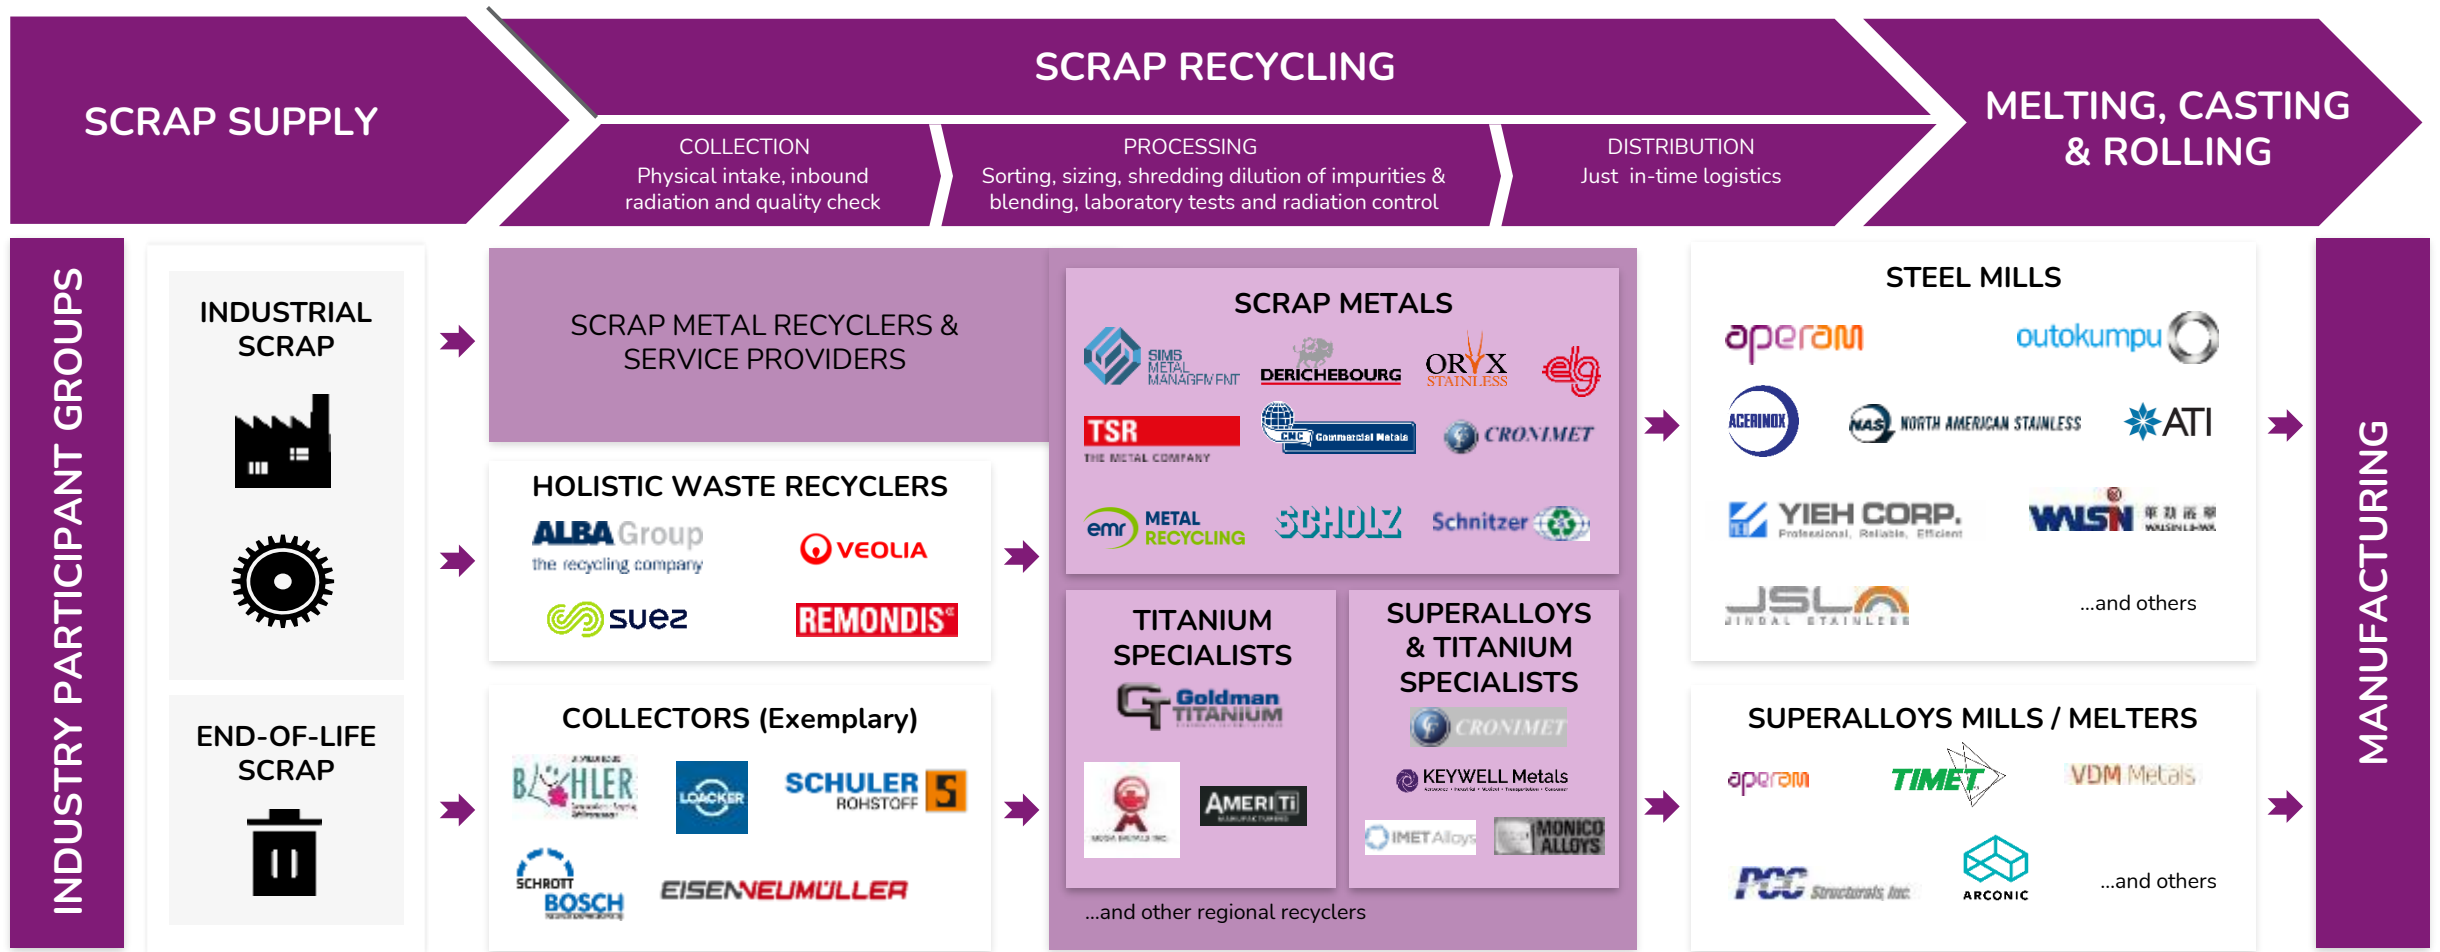 SCRAP SUPPLY
SCRAP RECYCLING
COLLECTION
Physical intake, inbound
radiation and quality check
PROCESSING
Sorting, sizing, shredding dilution of impurities &
blending, laboratory tests and radiation control
DISTRIBUTION
Just in-time logistics
MELTING, CASTING
& ROLLING
INDUSTRY PARTICIPANT GROUPS
INDUSTRIAL
SCRAP
END-OF-LIFE
SCRAP
SCRAP METAL RECYCLERS &
SERVICE PROVIDERS
HOLISTIC WASTE RECYCLERS
ALBA Group
the recycling company
VEOLIA
suez
REMONDIS
COLLECTORS (Exemplary)
LOACKER
SCHULER
ROHSTOFF
S
SCHROTT
BOSCH
EISENNEUMÜLLER
SCRAP METALS
SIMS
METAL
MANAGEMENT
DERICHEBOURG
ORYX
STAINLESS
elg
TSR
THE METAL COMPANY
CMC Commercial Metals
CRONIMET
emr METAL
RECYCLING
SCHOLZ
Schnitzer
TITANIUM
SPECIALISTS
GT Goldman
TITANIUM
AMERITI
MANUFACTURING
SUPERALLOYS
& TITANIUM
SPECIALISTS
CRONIMET
KEYWELL Metals
IMET Alloys
MONICO
ALLOYS
...and other regional recyclers
STEEL MILLS
aperam
outokumpu
ACERINOX
NAS NORTH AMERICAN STAINLESS
ATI
YIEH CORP.
Professional, Reliable, Efficient
WALSIN
JSL
JINDAL STAINLESS
...and others
SUPERALLOYS MILLS / MELTERS
aperam
TIMET
VDM Metals
PCC Structurals, Inc.
ARCONIC
...and others
MANUFACTURING